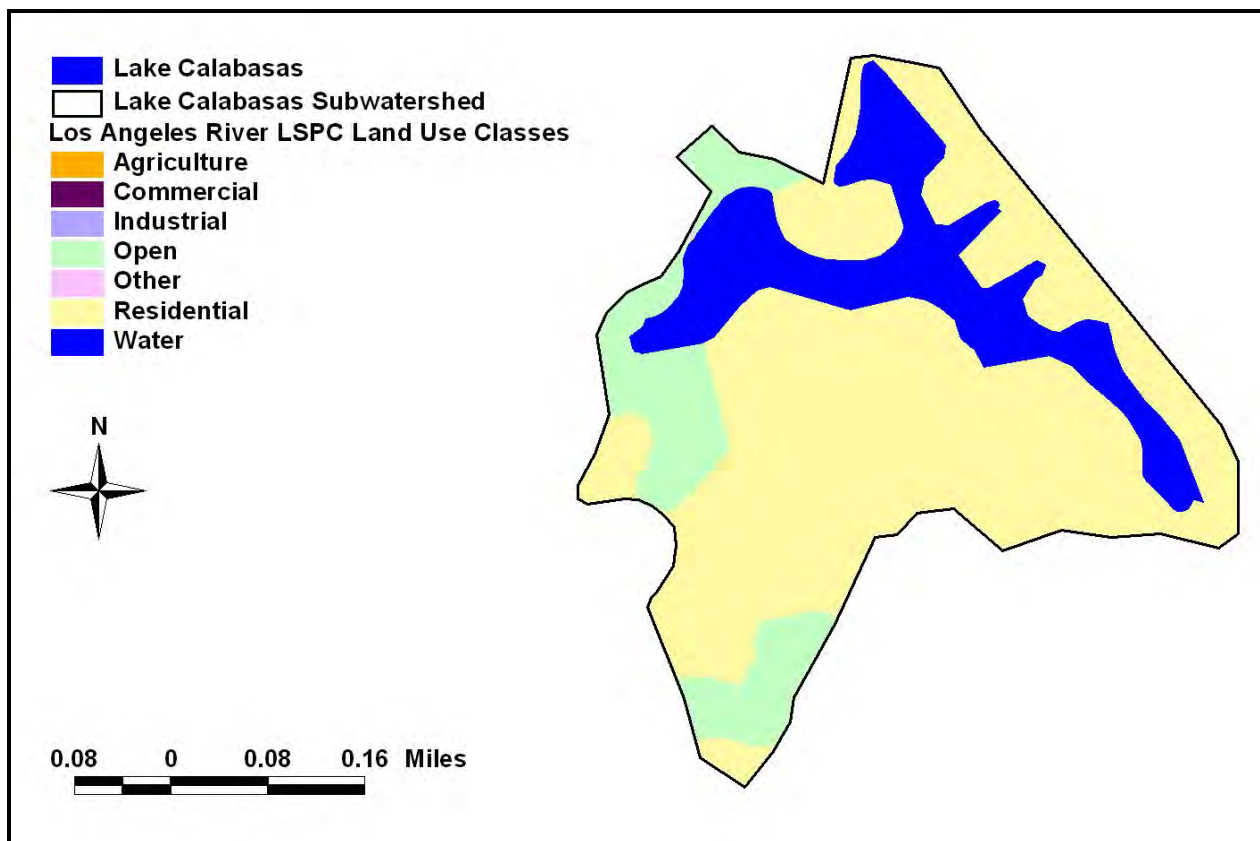 Lake Calabasas
Lake Calabasas Subwatershed
Los Angeles River LSPC Land Use Classes
Agriculture
Commercial
Industrial
Open
Other
Residential
Water
N
0.08 0 0.08 0.16 Miles